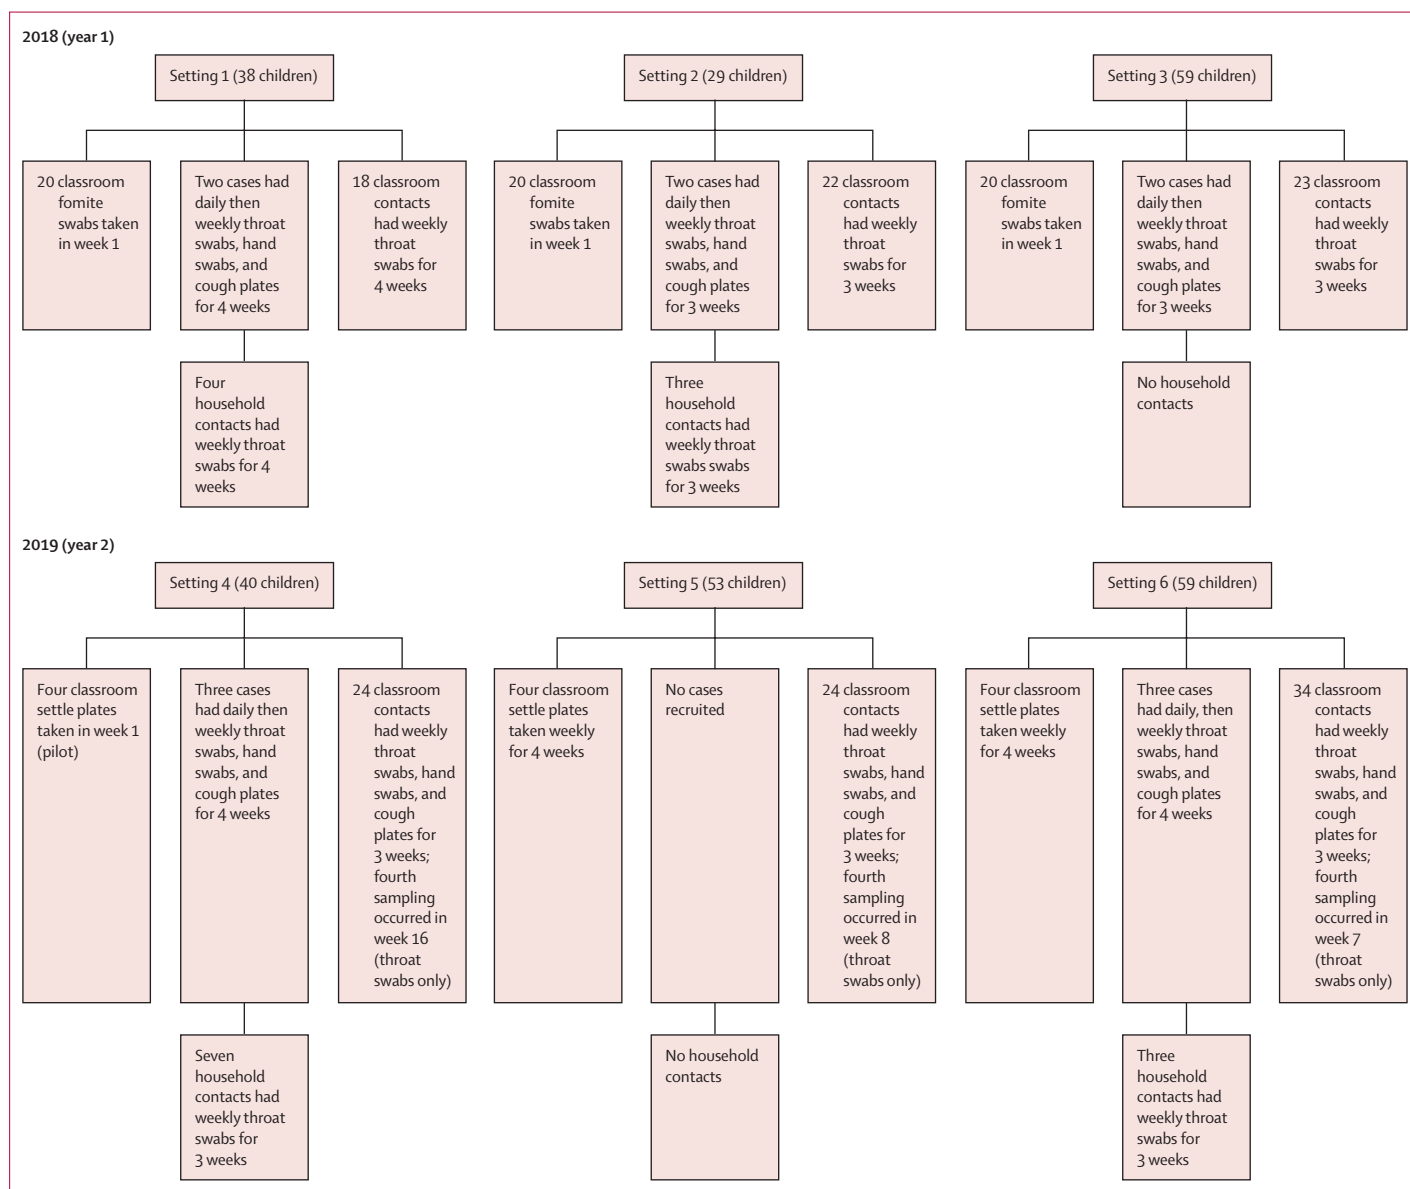 2018 (year 1)
Setting 1 (38 children)
20 classroom
fomite
swabs taken
in week 1
Two cases had
daily then
weekly throat
swabs, hand
swabs, and
cough plates
for 4 weeks
18 classroom
contacts
had weekly
throat
swabs for
4 weeks
Four
household
contacts had
weekly throat
swabs for 4
weeks
Setting 2 (29 children)
20 classroom
fomite
swabs taken
in week 1
Two cases had
daily then
weekly throat
swabs, hand
swabs, and
cough plates
for 3 weeks
22 classroom
contacts
had weekly
throat
swabs for
3 weeks
Three
household
contacts had
weekly throat
swabs swabs
for 3 weeks
Setting 3 (59 children)
20 classroom
fomite
swabs taken
in week 1
Two cases had
daily then
weekly throat
swabs, hand
swabs, and
cough plates
for 3 weeks
23 classroom
contacts
had weekly
throat
swabs for
3 weeks
No household
contacts
2019 (year 2)
Setting 4 (40 children)
Four classroom
settle plates
taken in week 1
(pilot)
Three cases
had daily then
weekly throat
swabs, hand
swabs, and
cough plates
for 4 weeks
24 classroom
contacts
had weekly
throat
swabs, hand
swabs, and
cough
plates for
3 weeks;
fourth
sampling
occurred in
week 16
(throat
swabs only)
Seven
household
contacts had
weekly throat
swabs for
3 weeks
Setting 5 (53 children)
Four classroom
settle plates
taken weekly
for 4 weeks
No cases
recruited
24 classroom
contacts
had weekly
throat
swabs, hand
swabs, and
cough
plates for
3 weeks;
fourth
sampling
occurred in
week 8
(throat
swabs only)
No household
contacts
Setting 6 (59 children)
Four classroom
settle plates
taken weekly
for 4 weeks
Three cases
had daily, then
weekly throat
swabs, hand
swabs, and
cough plates
for 4 weeks
34 classroom
contacts
had weekly
throat
swabs, hand
swabs, and
cough
plates for
3 weeks;
fourth
sampling
occurred in
week 7
(throat
swabs only)
Three
household
contacts had
weekly throat
swabs for
3 weeks